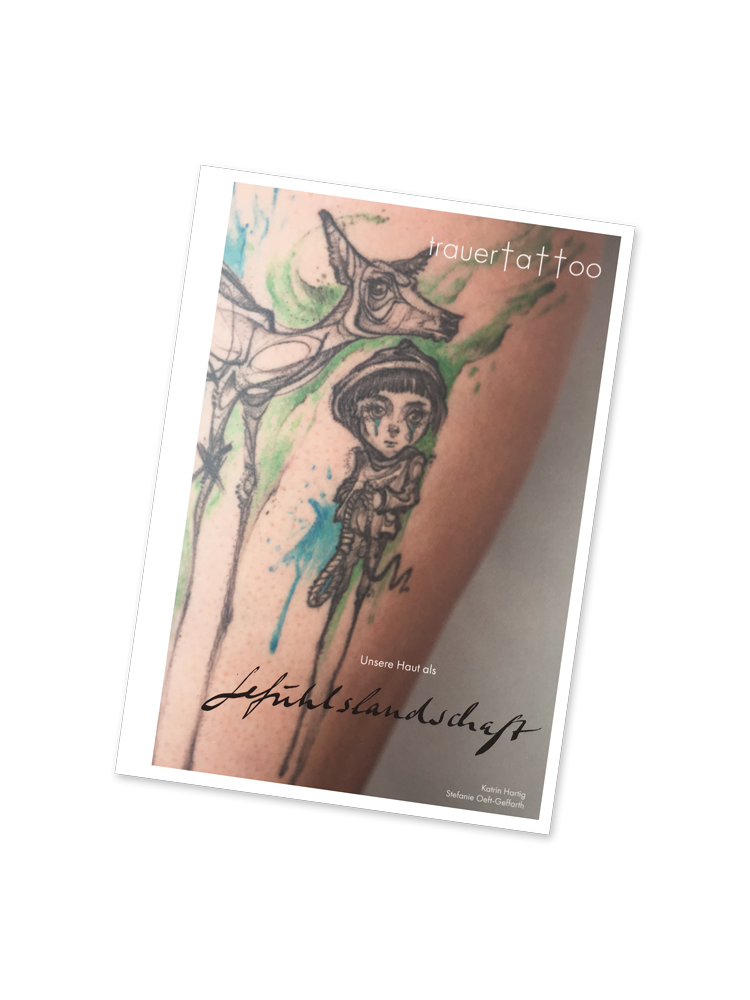 trauertattoo
Unsere Haut als
Gefühlslandschaft
Katrin Hartig
Stefanie Oeft-Geffarth